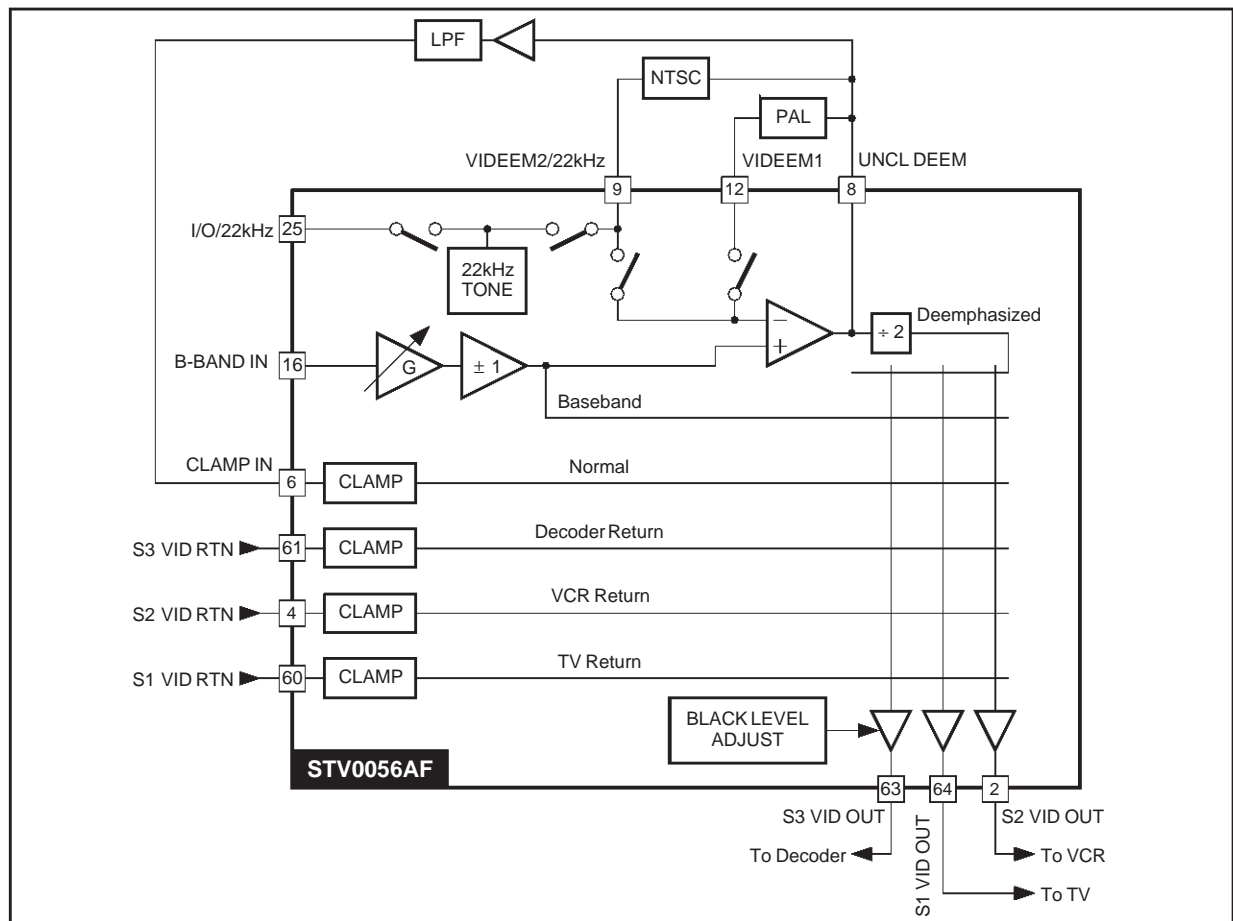 LPF
NTSC
PAL
VIDEEM2/22kHz
VIDEEM1
UNCL DEEM
9
12
8
I/O/22kHz
25
22kHz
TONE
−
+
÷ 2
Deemphasized
B-BAND IN
16
G
± 1
Baseband
CLAMP IN
6
CLAMP
Normal
S3 VID RTN
61
CLAMP
Decoder Return
S2 VID RTN
4
CLAMP
VCR Return
S1 VID RTN
60
CLAMP
TV Return
BLACK LEVEL
ADJUST
STV0056AF
63
64
2
S3 VID OUT
S1 VID OUT
S2 VID OUT
To Decoder
To VCR
To TV